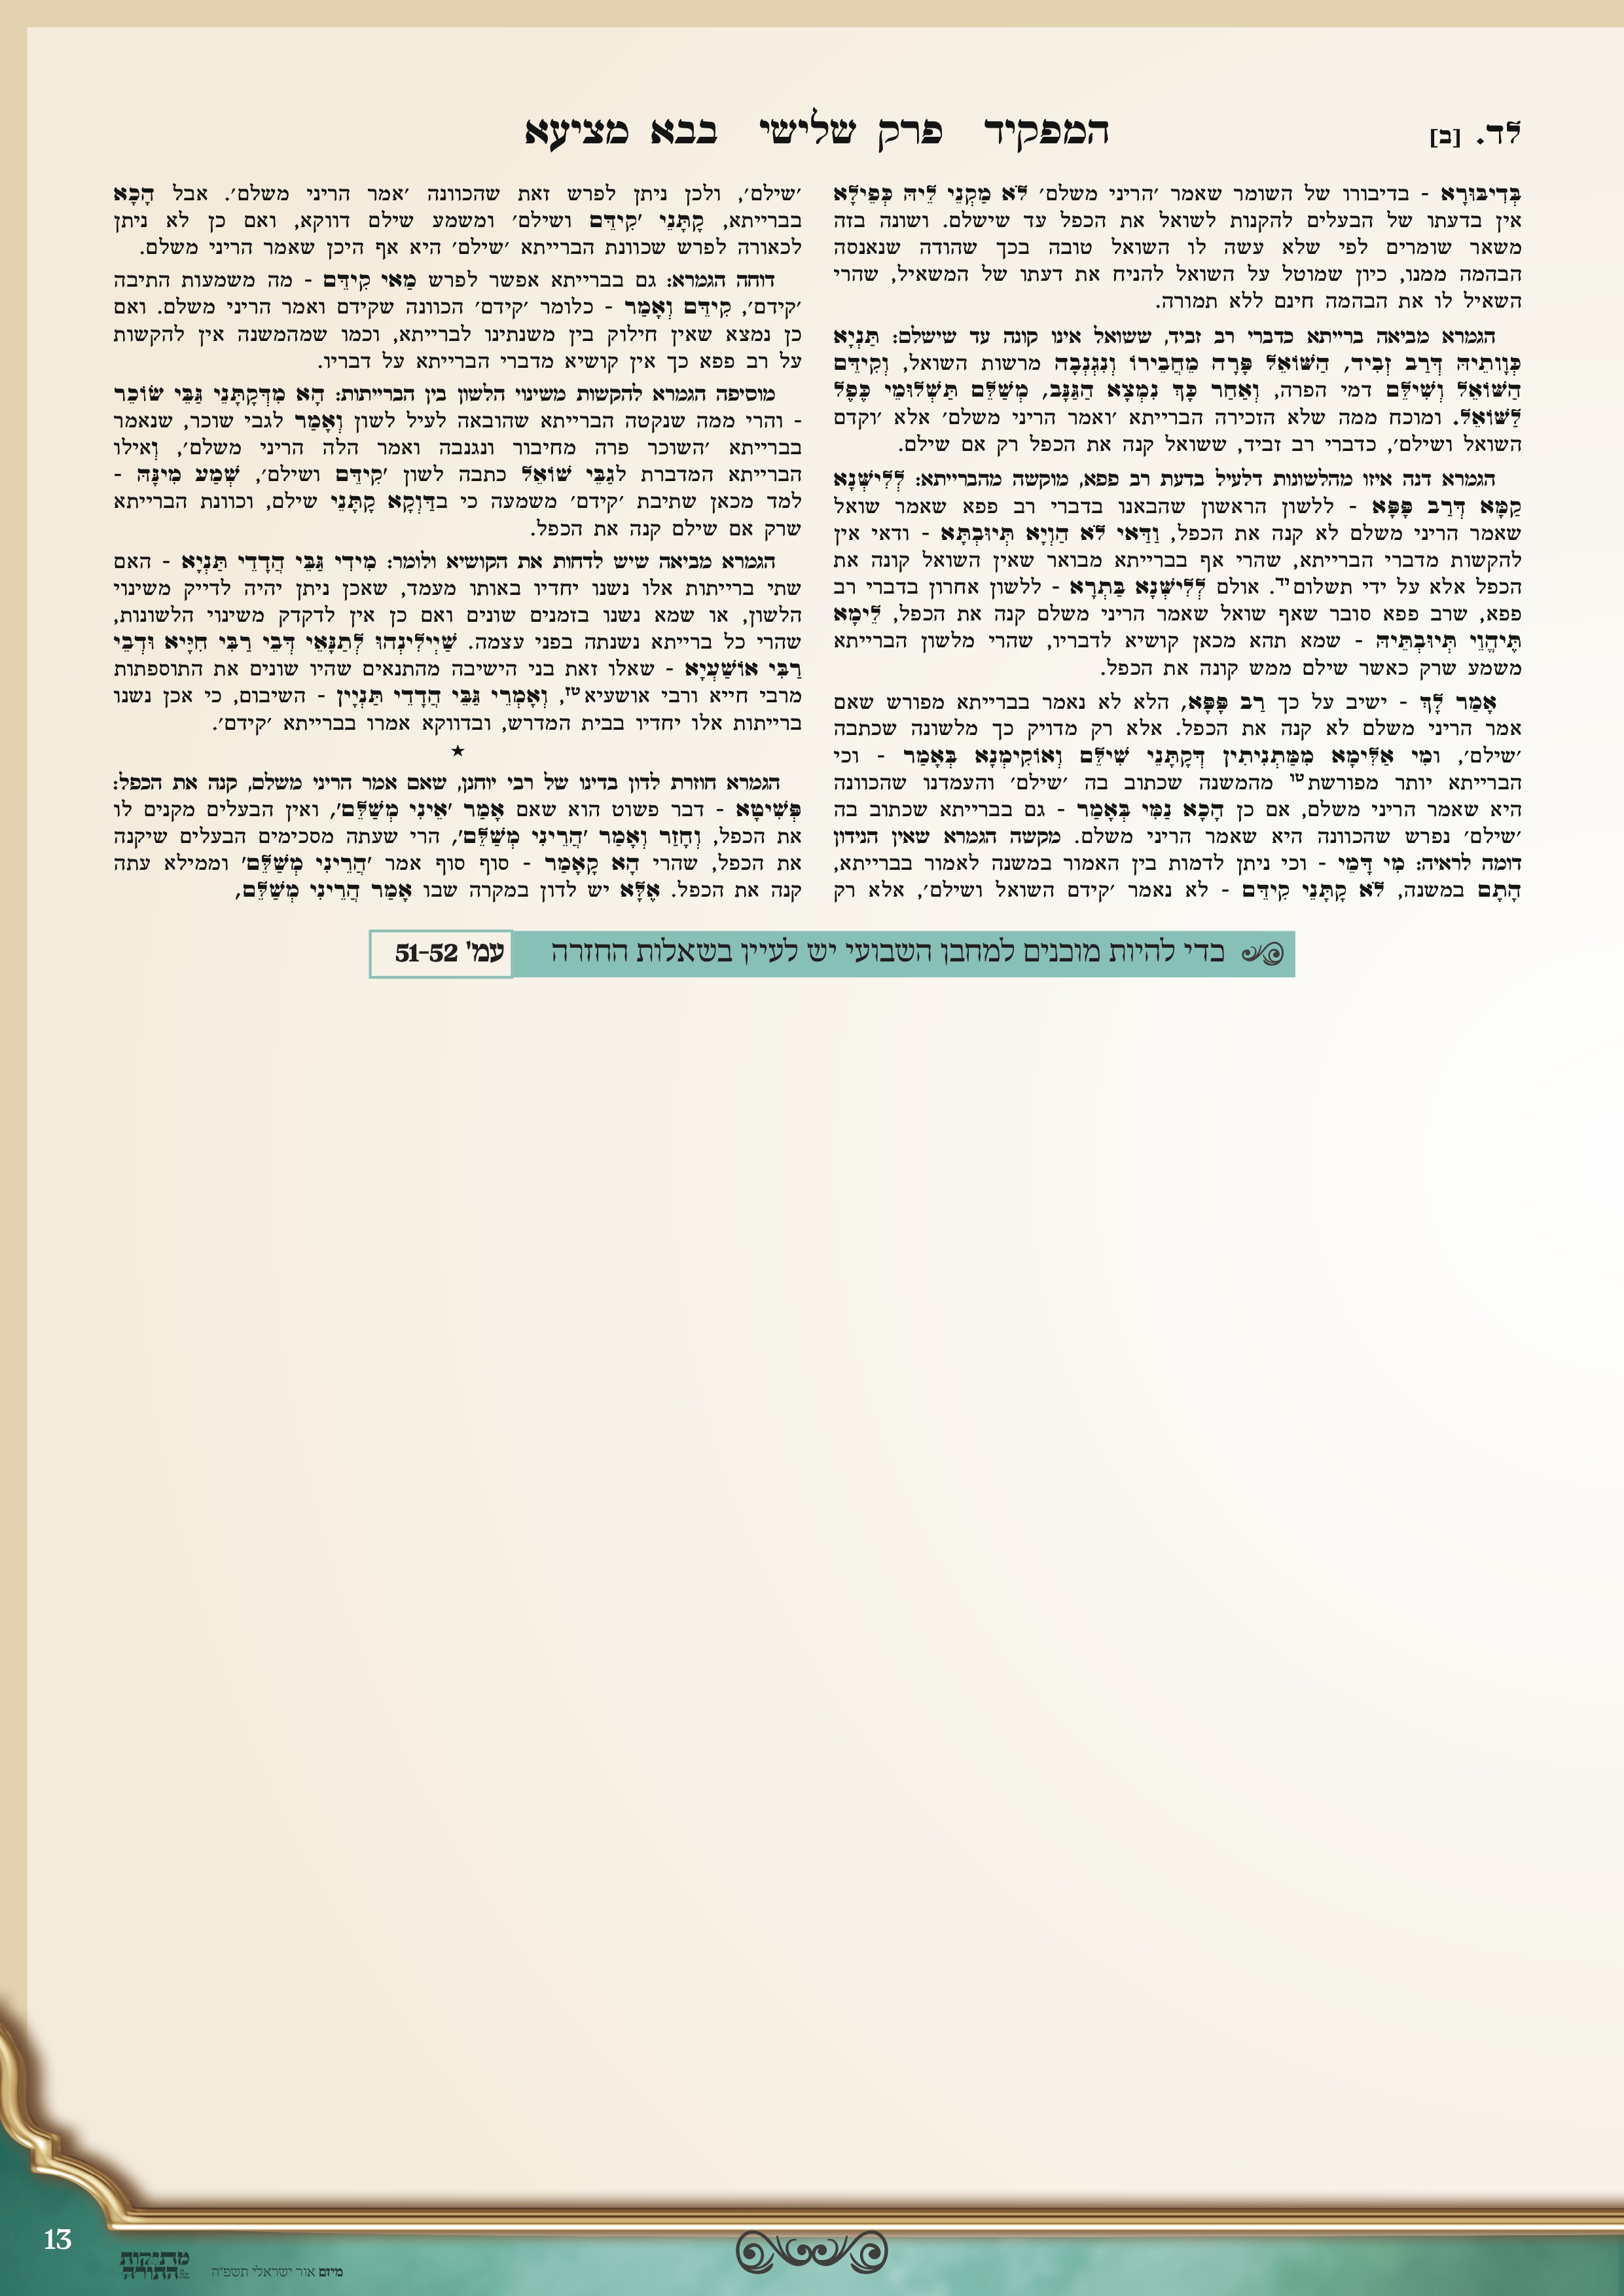 לד. [ב]
המפקיד פרק שלישי בבא מציעא
בְּדִיבּוּרָא - בדיבורו של השומר שאמר ׳הריני משלם׳ לֹא מַקְנֵי לֵיהּ כְּפֵילָא
אין בדעתו של הבעלים להקנות לשואל את הכפל עד שישלם. ושונה בזה
משאר שומרים לפי שלא עשה לו השואל טובה בכך שהודה שנאנסה
הבהמה ממנו, כיון שמוטל על השואל להניח את דעתו של המשאיל, שהרי
השאיל לו את הבהמה חינם ללא תמורה.
הגמרא מביאה ברייתא כדברי רב זביד, ששואל אינו קונה עד שישלם: תַּנְיָא
כְּוָותֵיהּ דְּרַב זְבִיד, הַשּׁוֹאֵל פָּרָה מֵחֲבֵירוֹ וְנִגְנְבָה מרשות השואל, וְקִידֵּם
הַשּׁוֹאֵל וְשִׁילֵּם דמי הפרה, וְאַחַר כָּךְ נִמְצָא הַגַּנָּב, מְשַׁלֵּם תַּשְׁלוּמֵי כֶּפֶל
לַשּׁוֹאֵל. ומוכח ממה שלא הזכירה הברייתא ׳ואמר הריני משלם׳ אלא ׳וקדם
השואל ושילם׳, כדברי רב זביד, ששואל קנה את הכפל רק אם שילם.
הגמרא דנה איזו מהלשונות דלעיל בדעת רב פפא, מוקשה מהברייתא: לְלִישָּׁנָא
קַמָּא דְּרַב פָּפָּא - ללשון הראשון שהבאנו בדברי רב פפא שאמר שואל
שאמר הריני משלם לא קנה את הכפל, וַדַּאי לֹא הַוְיָא תְּיוּבְתָּא - ודאי אין
להקשות מדברי הברייתא, שהרי אף בברייתא מבואר שאין השואל קונה את
הכפל אלא על ידי תשלוםיד. אולם לְלִישָּׁנָא בַּתְרָא - ללשון אחרון בדברי רב
פפא, שרב פפא סובר שאף שואל שאמר הריני משלם קנה את הכפל, לֵימָא
תֶּיהֱוֵי תְּיוּבְתֵּיהּ - שמא תהא מכאן קושיא לדבריו, שהרי מלשון הברייתא
משמע שרק כאשר שילם ממש קונה את הכפל.
אָמַר לָךְ - ישיב על כך רַב פָּפָּא, הלא לא נאמר בברייתא מפורש שאם
אמר הריני משלם לא קנה את הכפל. אלא רק מדויק כך מלשונה שכתבה
׳שילם׳, ומִי אַלִּימָא מִמַּתְנִיתִין דְּקָתָּנֵי שִׁילֵּם וְאוֹקִימְנָא בְּאָמַר - וכי
הברייתא יותר מפורשתטו מהמשנה שכתוב בה ׳שילם׳ והעמדנו שהכוונה
היא שאמר הריני משלם, אם כן הָכָא נַמִּי בְּאָמַר - גם בברייתא שכתוב בה
׳שילם׳ נפרש שהכוונה היא שאמר הריני משלם. מקשה הגמרא שאין הנידון
דומה לראיה: מִי דָּמֵי - וכי ניתן לדמות בין האמור במשנה לאמור בברייתא,
הָתָם במשנה, לֹא קָתָּנֵי קִידֵּם - לא נאמר ׳קידם השואל ושילם׳, אלא רק
׳שילם׳, ולכן ניתן לפרש זאת שהכוונה ׳אמר הריני משלם׳. אבל הָכָא
בברייתא, קָתָּנֵי ׳קִידֵּם ושילם׳ ומשמע שילם דווקא, ואם כן לא ניתן
לכאורה לפרש שכוונת הברייתא ׳שילם׳ היא אף היכן שאמר הריני משלם.
דוחה הגמרא: גם בברייתא אפשר לפרש מַאי קִידֵּם - מה משמעות התיבה
׳קידם׳, קִידֵּם וְאָמַר - כלומר ׳קידם׳ הכוונה שקידם ואמר הריני משלם. ואם
כן נמצא שאין חילוק בין משנתינו לברייתא, וכמו שמהמשנה אין להקשות
על רב פפא כך אין קושיא מדברי הברייתא על דבריו.
מוסיפה הגמרא להקשות משינוי הלשון בין הברייתות: הָא מִדְּקָתָּנֵי גַּבֵּי שׂוֹכֵר
- והרי ממה שנקטה הברייתא שהובאה לעיל לשון וְאָמַר לגבי שוכר, שנאמר
בברייתא ׳השוכר פרה מחיבור ונגנבה ואמר הלה הריני משלם׳, וְאילו
הברייתא המדברת לגַבֵּי שׁוֹאֵל כתבה לשון ׳קִידֵּם ושילם׳, שְׁמַע מִינָּהּ -
למד מכאן שתיבת ׳קידם׳ משמעה כי בדַּוְקָא קָתָּנֵי שילם, וכוונת הברייתא
שרק אם שילם קנה את הכפל.
הגמרא מביאה שיש לדחות את הקושיא ולומר: מִידֵי גַּבֵּי הֲדָדֵי תַּנְיָא - האם
שתי ברייתות אלו נשנו יחדיו באותו מעמד, שאכן ניתן יהיה לדייק משינוי
הלשון, או שמא נשנו בזמנים שונים ואם כן אין לדקדק משינוי הלשונות,
שהרי כל ברייתא נשנתה בפני עצמה. שַׁיְילִינְהוּ לְתַנָּאֵי דְּבֵי רַבִּי חִיָּיא וּדְבֵי
רַבִּי אוֹשַׁעְיָא - שאלו זאת בני הישיבה מהתנאים שהיו שונים את התוספתות
מרבי חייא ורבי אושעיאטז, וְאָמְרֵי גַּבֵּי הֲדָדֵי תַּנְיָין - השיבום, כי אכן נשנו
ברייתות אלו יחדיו בבית המדרש, ובדווקא אמרו בברייתא ׳קידם׳.
★
הגמרא חוזרת לדון בדינו של רבי יוחנן, שאם אמר הריני משלם, קנה את הכפל:
פְּשִׁיטָא - דבר פשוט הוא שאם אָמַר ׳אֵינִי מְשַׁלֵּם׳, ואין הבעלים מקנים לו
את הכפל, וְחָזַר וְאָמַר ׳הֲרֵינִי מְשַׁלֵּם׳, הרי שעתה מסכימים הבעלים שיקנה
את הכפל, שהרי הָא קָאָמַר - סוף סוף אמר ׳הֲרֵינִי מְשַׁלֵּם׳ וממילא עתה
קנה את הכפל. אֶלָּא יש לדון במקרה שבו אָמַר הֲרֵינִי מְשַׁלֵּם,
כדי להיות מוכנים למחבן השבועי יש לעיין בשאלות החזרה
עמ' 51-52
13
מתיקות התורה
מיזם אור ישראלי תשפ"ה